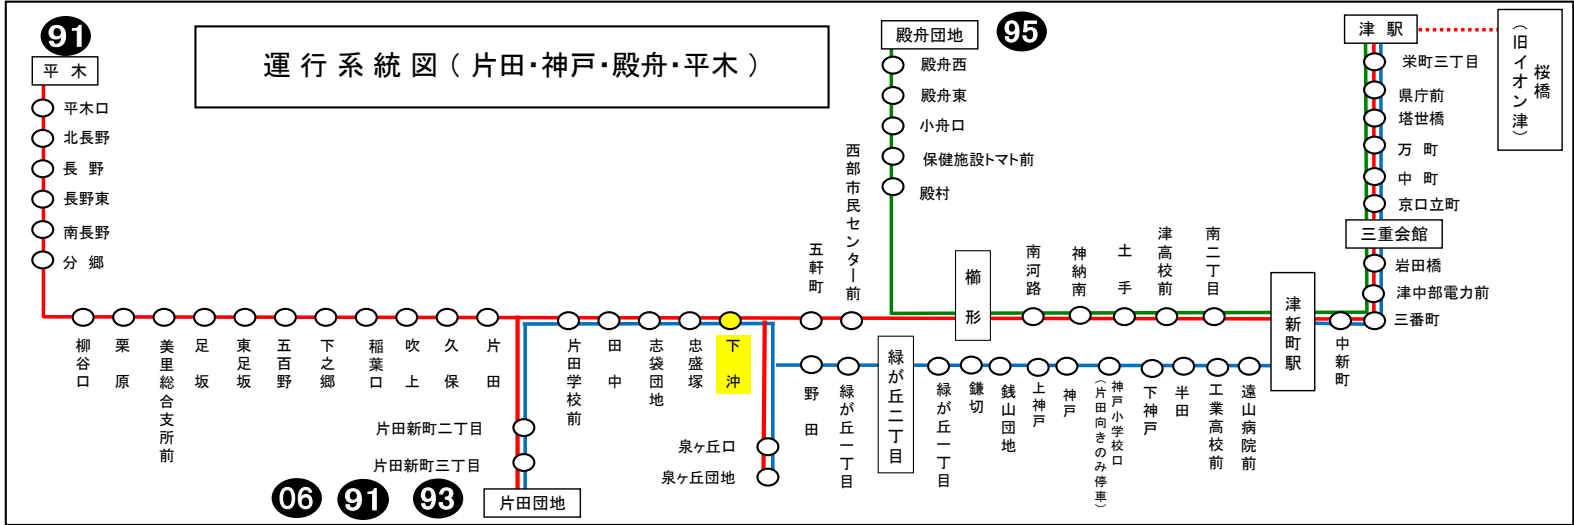 運行系統図(片田・神戸・殿舟・平木)
91
平木
平木口
北長野
長野
長野東
南長野
分郷
柳谷口
栗原
美里総合支所前
足坂
東足坂
五百野
下之郷
稲葉口
吹上
久保
片田
片田新町二丁目
片田新町三丁目
片田団地
06
91
93
片田学校前
田中
志袋団地
忠盛塚
下沖
泉ヶ丘口
泉ヶ丘団地
五軒町
西部市民センター前
殿舟団地
95
殿舟西
殿舟東
小舟口
保健施設トマト前
殿村
櫛形
南河路
神納南
土手
津高校前
南二丁目
野田
緑が丘一丁目
緑が丘二丁目
緑が丘一丁目
鎌切
銭山団地
上神戸
神戸
神戸小学校口
(片田向きのみ停車)
下神戸
半田
工業高校前
遠山病院前
津新町駅
中新町
三番町
津中部電力前
岩田橋
三重会館
京口立町
中町
万町
塔世橋
県庁前
栄町三丁目
津駅
桜橋
(旧イオン津)